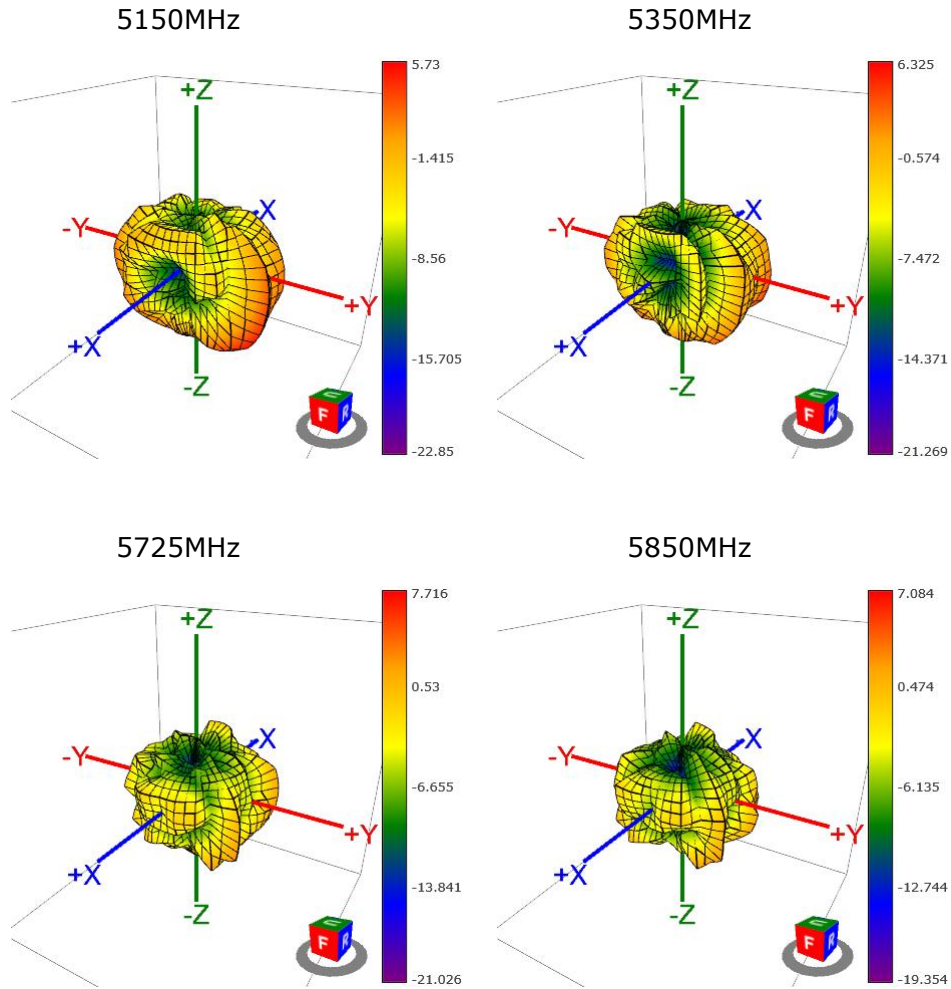 5150MHz
+Z
-Y
-X
+Y
+X
-Z
F
R
U
5.73
-1.415
-8.56
-15.705
-22.85
5350MHz
+Z
-Y
-X
+Y
+X
-Z
F
R
U
6.325
-0.574
-7.472
-14.371
-21.269
5725MHz
+Z
-Y
-X
+Y
+X
-Z
F
R
U
7.716
0.53
-6.655
-13.841
-21.026
5850MHz
+Z
-Y
-X
+Y
+X
-Z
F
R
U
7.084
0.474
-6.135
-12.744
-19.354